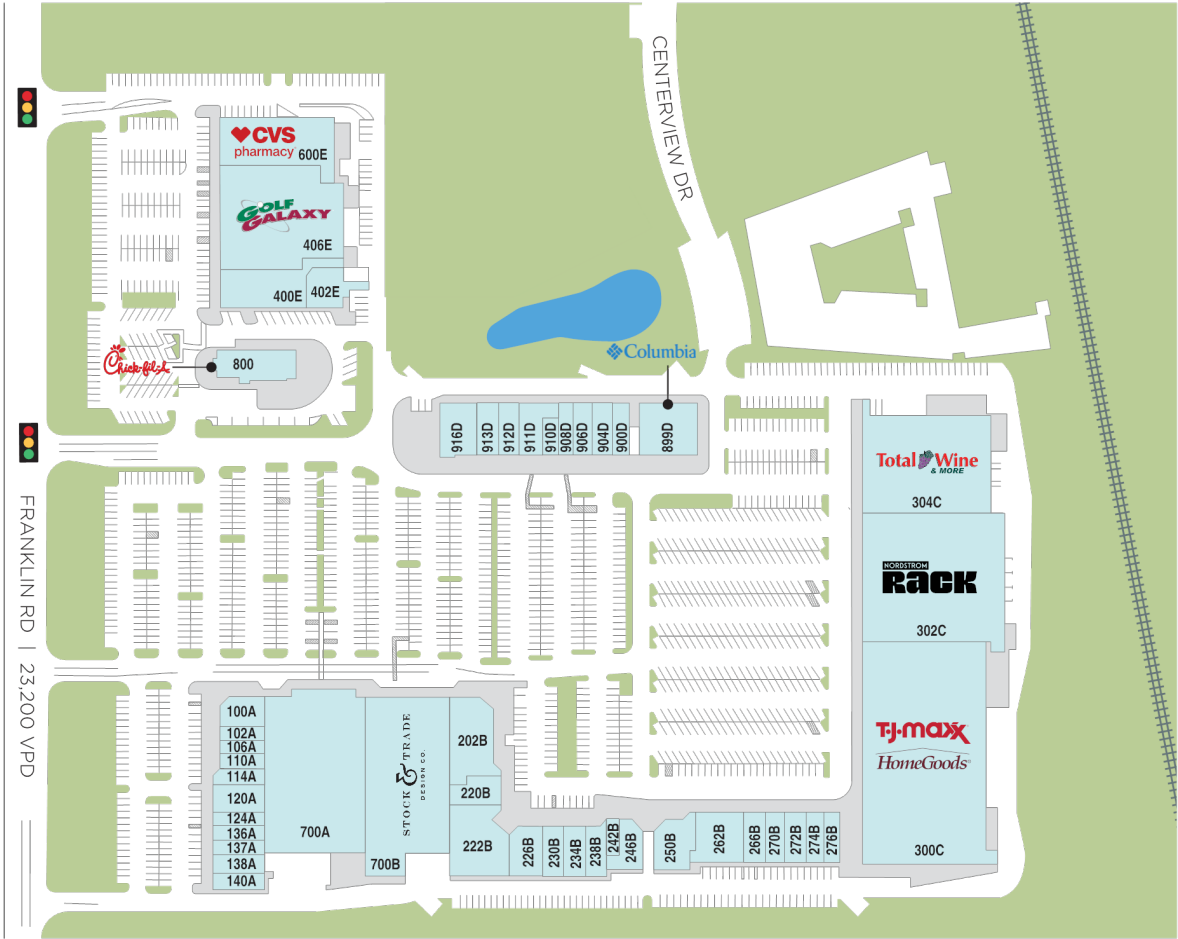 CENTERVIEW DR
CVS
pharmacy
600E
GOLF
GALAXY
406E
400E
402E
Chick-fil-A
800
Columbia
916D
913D
912D
911D
910D
908D
906D
904D
900D
899D
Total Wine
& MORE
304C
NORDSTROM
RACK
302C
T.J.maxx
HomeGoods
300C
FRANKLIN RD | 23,200 VPD
100A
102A
106A
110A
114A
120A
124A
136A
137A
138A
140A
700A
STOCK & TRADE
DESIGN CO.
700B
202B
220B
222B
226B
230B
234B
238B
242B
246B
250B
262B
266B
270B
272B
274B
276B